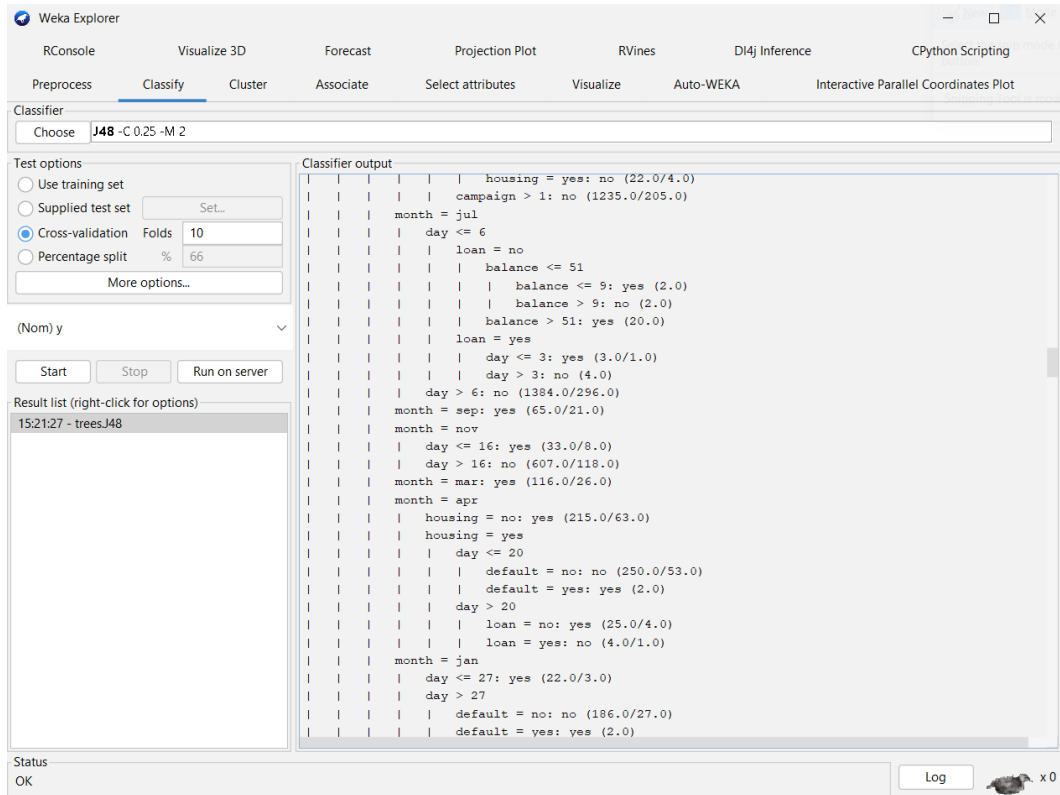 Weka Explorer
RConsole Visualize 3D Forecast Projection Plot RVines Dl4j Inference CPython Scripting
Preprocess Classify Cluster Associate Select attributes Visualize Auto-WEKA Interactive Parallel Coordinates Plot
Classifier
Choose J48 -C 0.25 -M 2
Test options
Use training set
Supplied test set Set...
Cross-validation Folds 10
Percentage split % 66
More options...
(Nom) y
Start Stop Run on server
Result list (right-click for options)
15:21:27 - trees.J48
Classifier output
| | | | | | housing = yes: no (22.0/4.0)
| | | | | campaign > 1: no (1235.0/205.0)
| | | month = jul
| | | | day <= 6
| | | | | loan = no
| | | | | | balance <= 51
| | | | | | | balance <= 9: yes (2.0)
| | | | | | | balance > 9: no (2.0)
| | | | | | balance > 51: yes (20.0)
| | | | | loan = yes
| | | | | | day <= 3: yes (3.0/1.0)
| | | | | | day > 3: no (4.0)
| | | | day > 6: no (1384.0/296.0)
| | | month = sep: yes (65.0/21.0)
| | | month = nov
| | | | day <= 16: yes (33.0/8.0)
| | | | day > 16: no (607.0/118.0)
| | | month = mar: yes (116.0/26.0)
| | | month = apr
| | | | housing = no: yes (215.0/63.0)
| | | | housing = yes
| | | | | day <= 20
| | | | | | default = no: no (250.0/53.0)
| | | | | | default = yes: yes (2.0)
| | | | | day > 20
| | | | | | loan = no: yes (25.0/4.0)
| | | | | | loan = yes: no (4.0/1.0)
| | | month = jan
| | | | day <= 27: yes (22.0/3.0)
| | | | day > 27
| | | | | default = no: no (186.0/27.0)
| | | | | default = yes: yes (2.0)
Status
OK
Log x 0